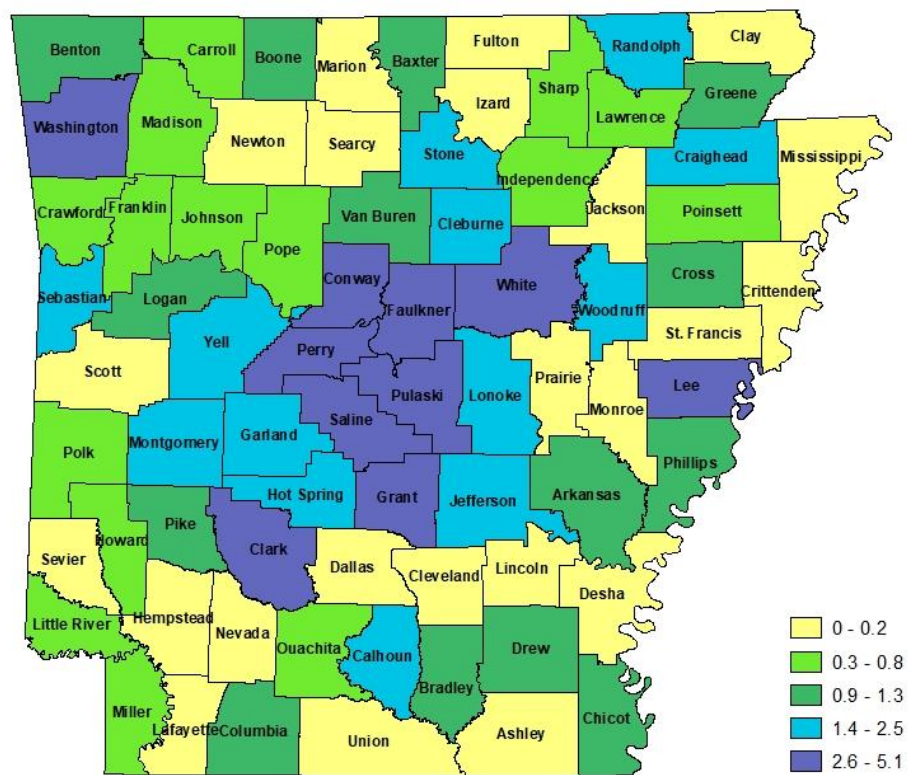 Benton
Carroll
Boone
Marion
Baxter
Fulton
Randolph
Clay
Izard
Sharp
Greene
Lawrence
Washington
Madison
Newton
Searcy
Stone
Independence
Craighead
Mississippi
Jackson
Poinsett
Crawford
Franklin
Johnson
Pope
Van Buren
Cleburne
Conway
Faulkner
White
Woodruff
Cross
Crittenden
Sebastian
Logan
Yell
Perry
St. Francis
Scott
Pulaski
Saline
Lonoke
Prairie
Monroe
Lee
Polk
Montgomery
Garland
Hot Spring
Grant
Jefferson
Arkansas
Phillips
Sevier
Howard
Pike
Clark
Dallas
Cleveland
Lincoln
Desha
Little River
Hempstead
Nevada
Ouachita
Calhoun
Bradley
Drew
Miller
Lafayette
Columbia
Union
Ashley
Chicot
0 - 0.2
0.3 - 0.8
0.9 - 1.3
1.4 - 2.5
2.6 - 5.1